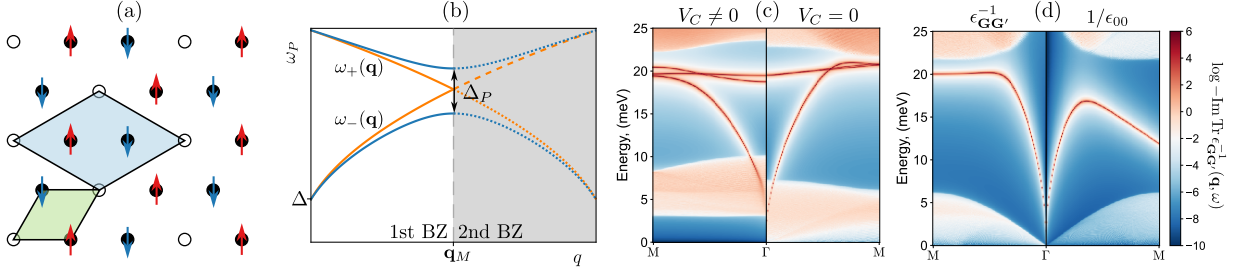 (a)
(b)
ω_P
ω_+(q)
ω_−(q)
Δ_P
Δ
1st BZ
2nd BZ
q_M
q
V_C ≠ 0
(c)
V_C = 0
Energy, (meV)
25
20
15
10
5
0
M
Γ
M
ϵ^{-1}_{GG′}
(d)
1/ϵ_{00}
Energy, (meV)
25
20
15
10
5
0
M
Γ
M
6
4
2
0
−2
−4
−6
−8
−10
log −Im Tr ϵ^{-1}_{GG′}(q, ω)